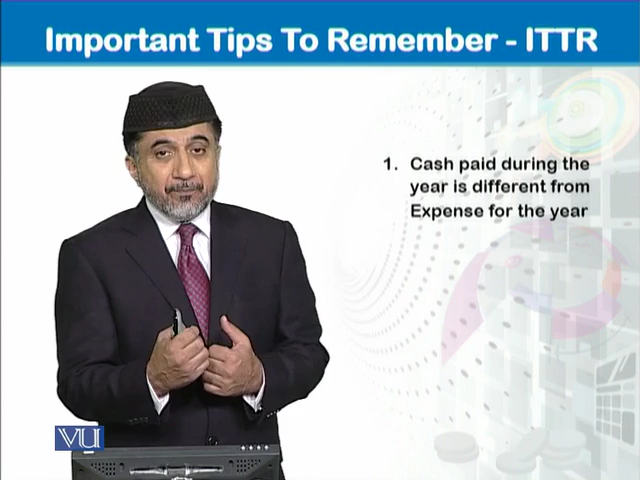 Important Tips To Remember - ITTR
1. Cash paid during the
year is different from
Expense for the year
VU